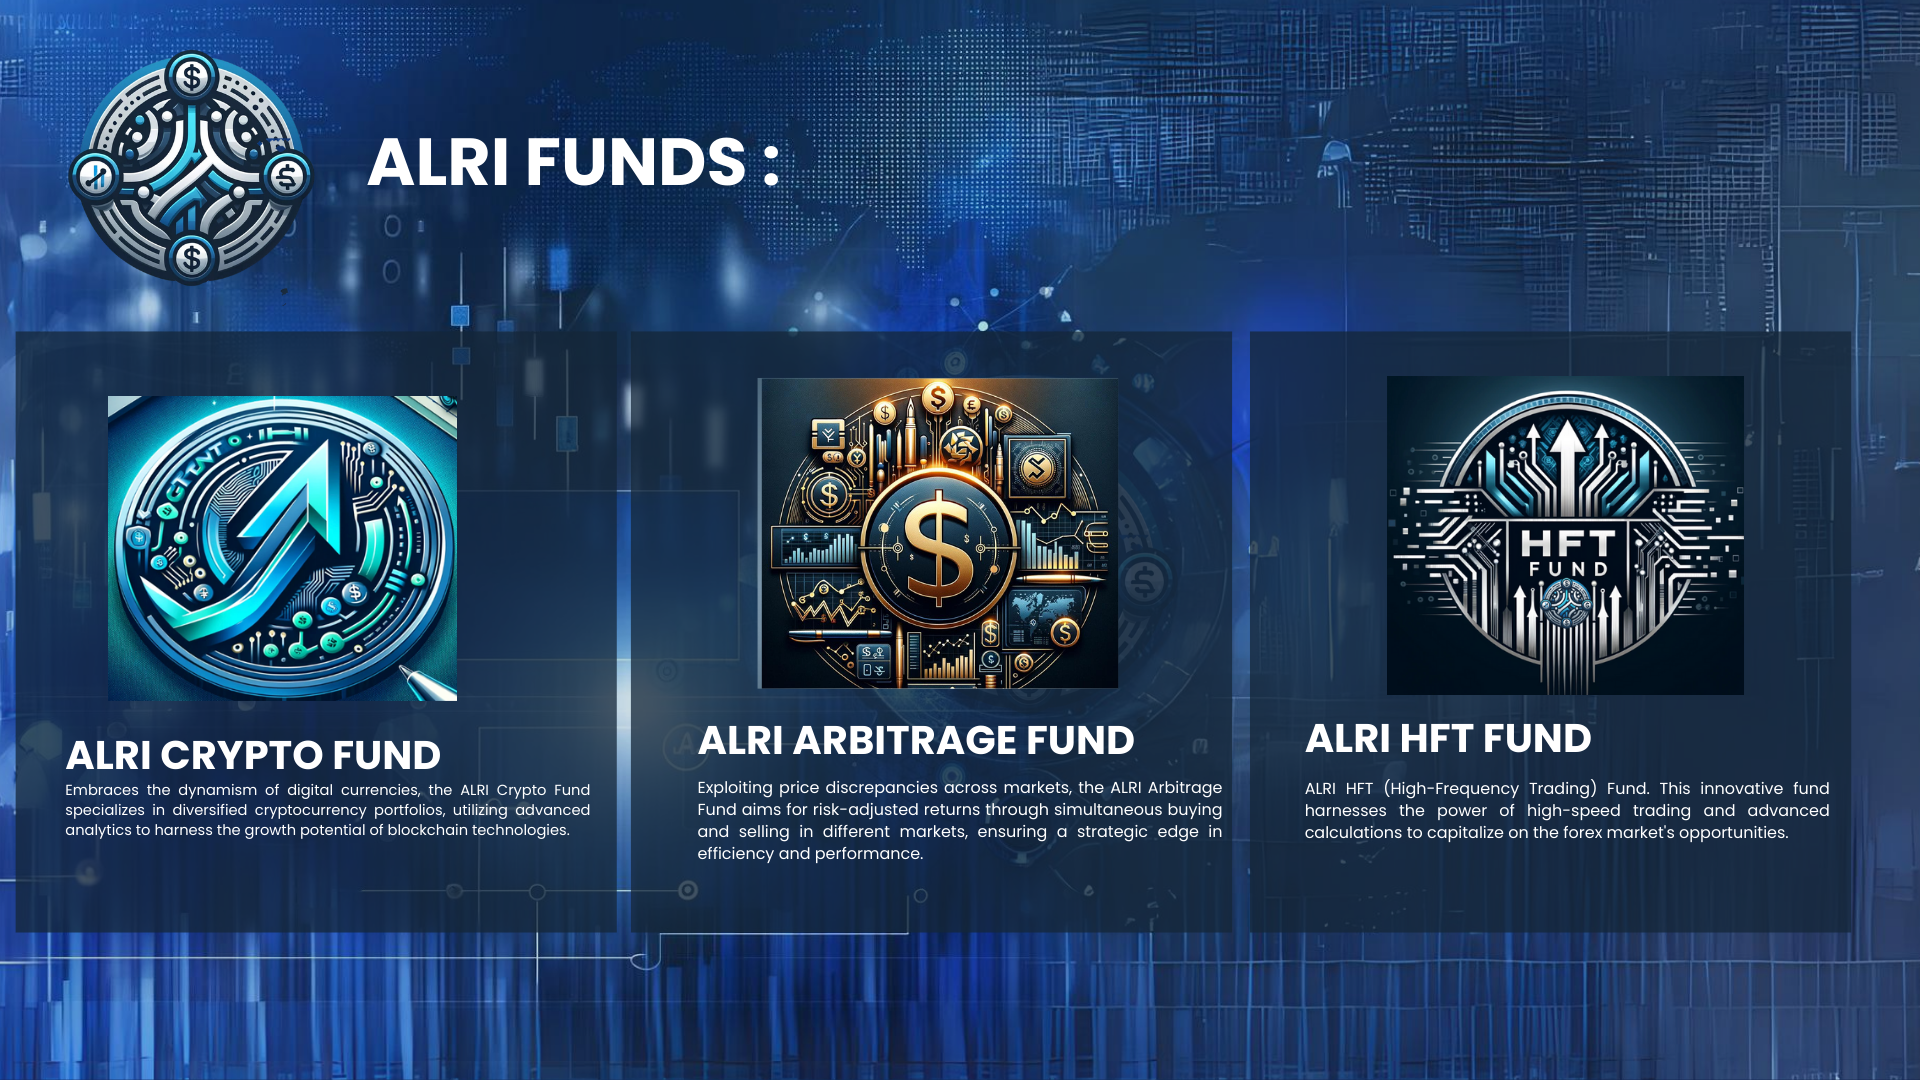 ALRI FUNDS :
ALRI CRYPTO FUND
Embraces the dynamism of digital currencies, the ALRI Crypto Fund
specializes in diversified cryptocurrency portfolios, utilizing advanced
analytics to harness the growth potential of blockchain technologies.
ALRI ARBITRAGE FUND
Exploiting price discrepancies across markets, the ALRI Arbitrage
Fund aims for risk-adjusted returns through simultaneous buying
and selling in different markets, ensuring a strategic edge in
efficiency and performance.
HFT
FUND
ALRI HFT FUND
ALRI HFT (High-Frequency Trading) Fund. This innovative fund
harnesses the power of high-speed trading and advanced
calculations to capitalize on the forex market's opportunities.